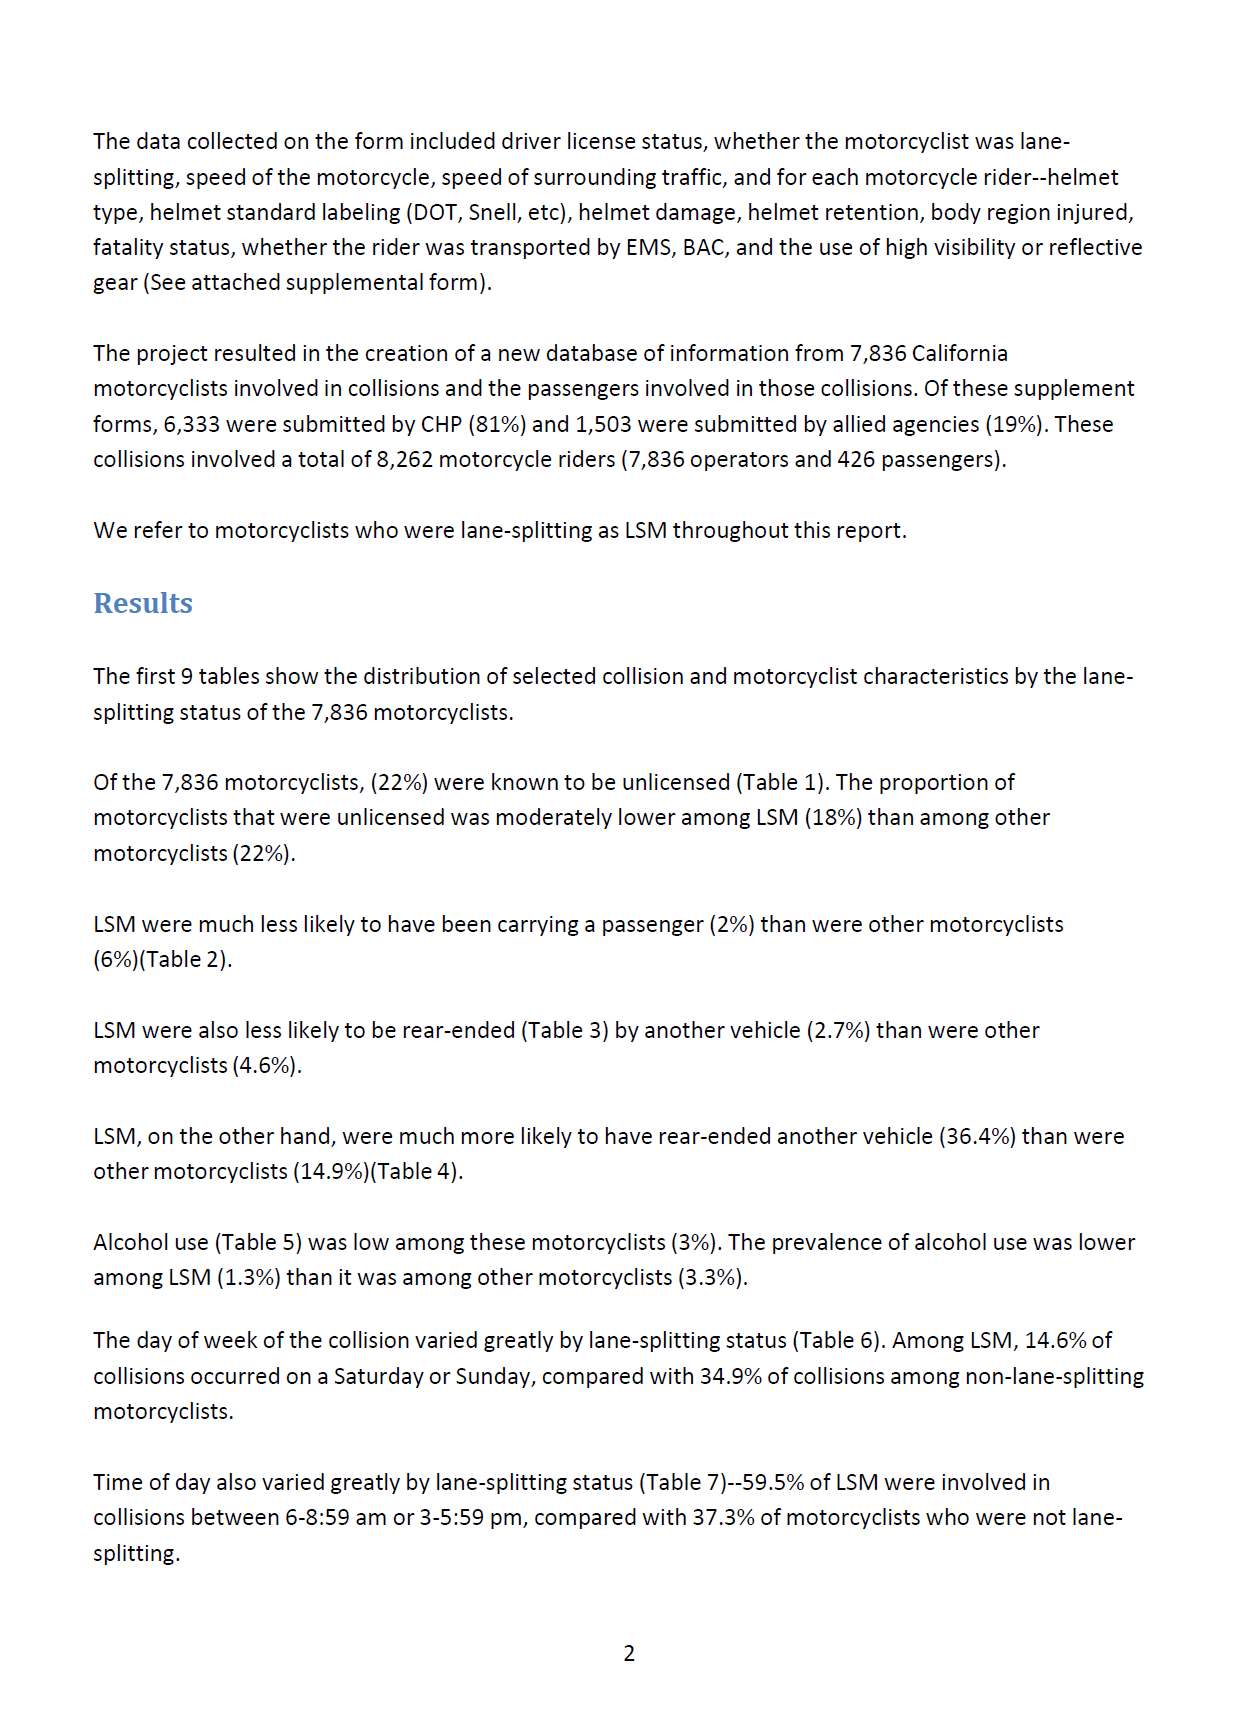 The data collected on the form included driver license status, whether the motorcyclist was lane-
splitting, speed of the motorcycle, speed of surrounding traffic, and for each motorcycle rider--helmet
type, helmet standard labeling (DOT, Snell, etc), helmet damage, helmet retention, body region injured,
fatality status, whether the rider was transported by EMS, BAC, and the use of high visibility or reflective
gear (See attached supplemental form).
The project resulted in the creation of a new database of information from 7,836 California
motorcyclists involved in collisions and the passengers involved in those collisions. Of these supplement
forms, 6,333 were submitted by CHP (81%) and 1,503 were submitted by allied agencies (19%). These
collisions involved a total of 8,262 motorcycle riders (7,836 operators and 426 passengers).
We refer to motorcyclists who were lane-splitting as LSM throughout this report.
Results
The first 9 tables show the distribution of selected collision and motorcyclist characteristics by the lane-
splitting status of the 7,836 motorcyclists.
Of the 7,836 motorcyclists, (22%) were known to be unlicensed (Table 1). The proportion of
motorcyclists that were unlicensed was moderately lower among LSM (18%) than among other
motorcyclists (22%).
LSM were much less likely to have been carrying a passenger (2%) than were other motorcyclists
(6%)(Table 2).
LSM were also less likely to be rear-ended (Table 3) by another vehicle (2.7%) than were other
motorcyclists (4.6%).
LSM, on the other hand, were much more likely to have rear-ended another vehicle (36.4%) than were
other motorcyclists (14.9%)(Table 4).
Alcohol use (Table 5) was low among these motorcyclists (3%). The prevalence of alcohol use was lower
among LSM (1.3%) than it was among other motorcyclists (3.3%).
The day of week of the collision varied greatly by lane-splitting status (Table 6). Among LSM, 14.6% of
collisions occurred on a Saturday or Sunday, compared with 34.9% of collisions among non-lane-splitting
motorcyclists.
Time of day also varied greatly by lane-splitting status (Table 7)--59.5% of LSM were involved in
collisions between 6-8:59 am or 3-5:59 pm, compared with 37.3% of motorcyclists who were not lane-
splitting.
2